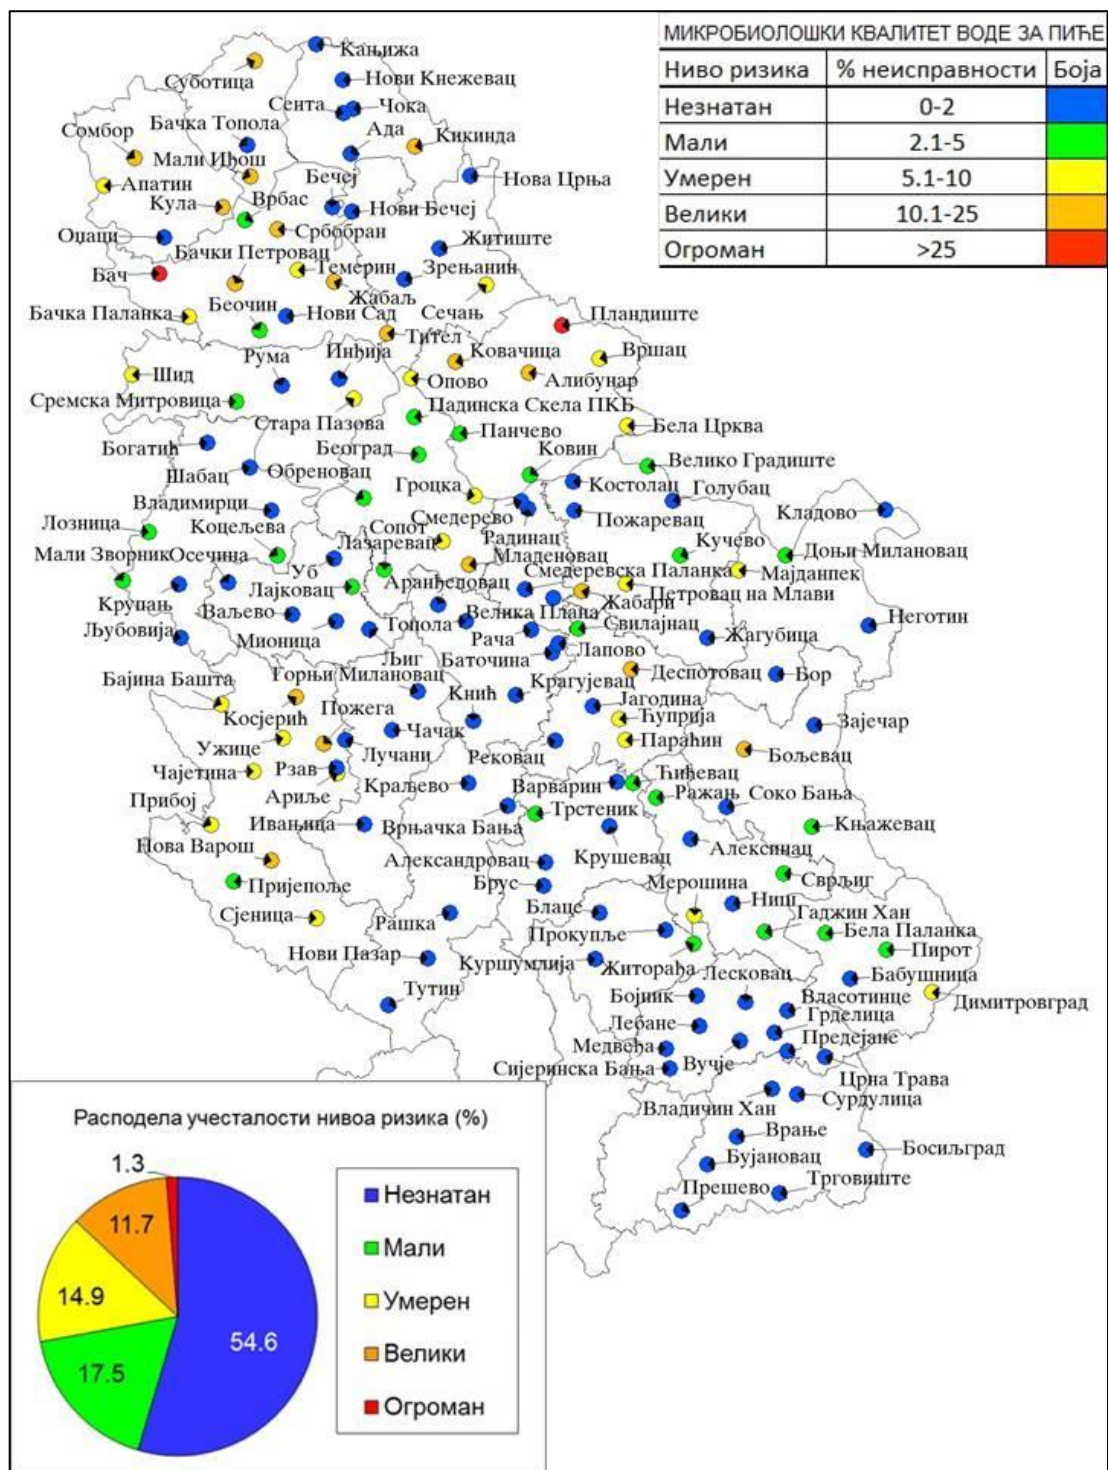 МИКРОБИОЛОШКИ КВАЛИТЕТ ВОДЕ ЗА ПИЋЕ
Ниво ризика % неисправности Боја
Незнатан 0-2
Мали 2.1-5
Умерен 5.1-10
Велики 10.1-25
Огроман >25
Кањижа
Суботица
Нови Кнежевац
Сента
Чока
Бачка Топола
Ада
Сомбор
Кикинда
Мали Иђош
Бечеј
Нова Црња
Апатин
Врбас
Кула
Нови Бечеј
Србобран
Оџаци
Житиште
Бачки Петровац
Темерин
Зрењанин
Бач
Жабаљ
Беочин
Сечањ
Бачка Паланка
Нови Сад
Пландиште
Тител
Рума
Инђија
Ковачица
Вршац
Шид
Опово
Алибунар
Сремска Митровица
Падинска Скела ПКБ
Стара Пазова
Панчево
Бела Црква
Богатић
Београд
Ковин
Шабац
Обреновац
Велико Градиште
Гроцка
Костолац
Голубац
Владимирци
Смедерево
Пожаревац
Кладово
Лозница
Коцељева
Сопот
Радинац
Кучево
Лазаревац
Младеновац
Доњи Милановац
Мали Зворник
Осечина
Уб
Аранђеловац
Смедеревска Паланка
Мајданпек
Лајковац
Петровац на Млави
Крупањ
Жабари
Ваљево
Топола
Велика Плана
Свилајнац
Неготин
Љубовија
Мионица
Рача
Жагубица
Љиг
Баточина
Лапово
Бајина Башта
Горњи Милановац
Деспотовац
Бор
Кнић
Крагујевац
Косјерић
Пожега
Јагодина
Ћуприја
Зајечар
Ужице
Чачак
Лучани
Параћин
Бољевац
Рековац
Чајетина
Рзав
Ћићевац
Ариље
Краљево
Варварин
Ражањ
Соко Бања
Прибој
Ивањица
Врњачка Бања
Трстеник
Књажевац
Нова Варош
Крушевац
Алексинац
Александровац
Пријепоље
Брус
Мерошина
Сврљиг
Сјеница
Рашка
Блаце
Ниш
Гаџин Хан
Прокупље
Бела Паланка
Нови Пазар
Пирот
Куршумлија
Житорађа
Лесковац
Бабушница
Тутин
Бојник
Власотинце
Димитровград
Лебане
Грделица
Предејане
Медвеђа
Сијеринска Бања
Вучје
Црна Трава
Владичин Хан
Сурдулица
Врање
Босиљград
Бујановац
Прешево
Трговиште
Расподела учесталости нивоа ризика (%)
1.3
11.7
14.9
17.5
54.6
Незнатан
Мали
Умерен
Велики
Огроман